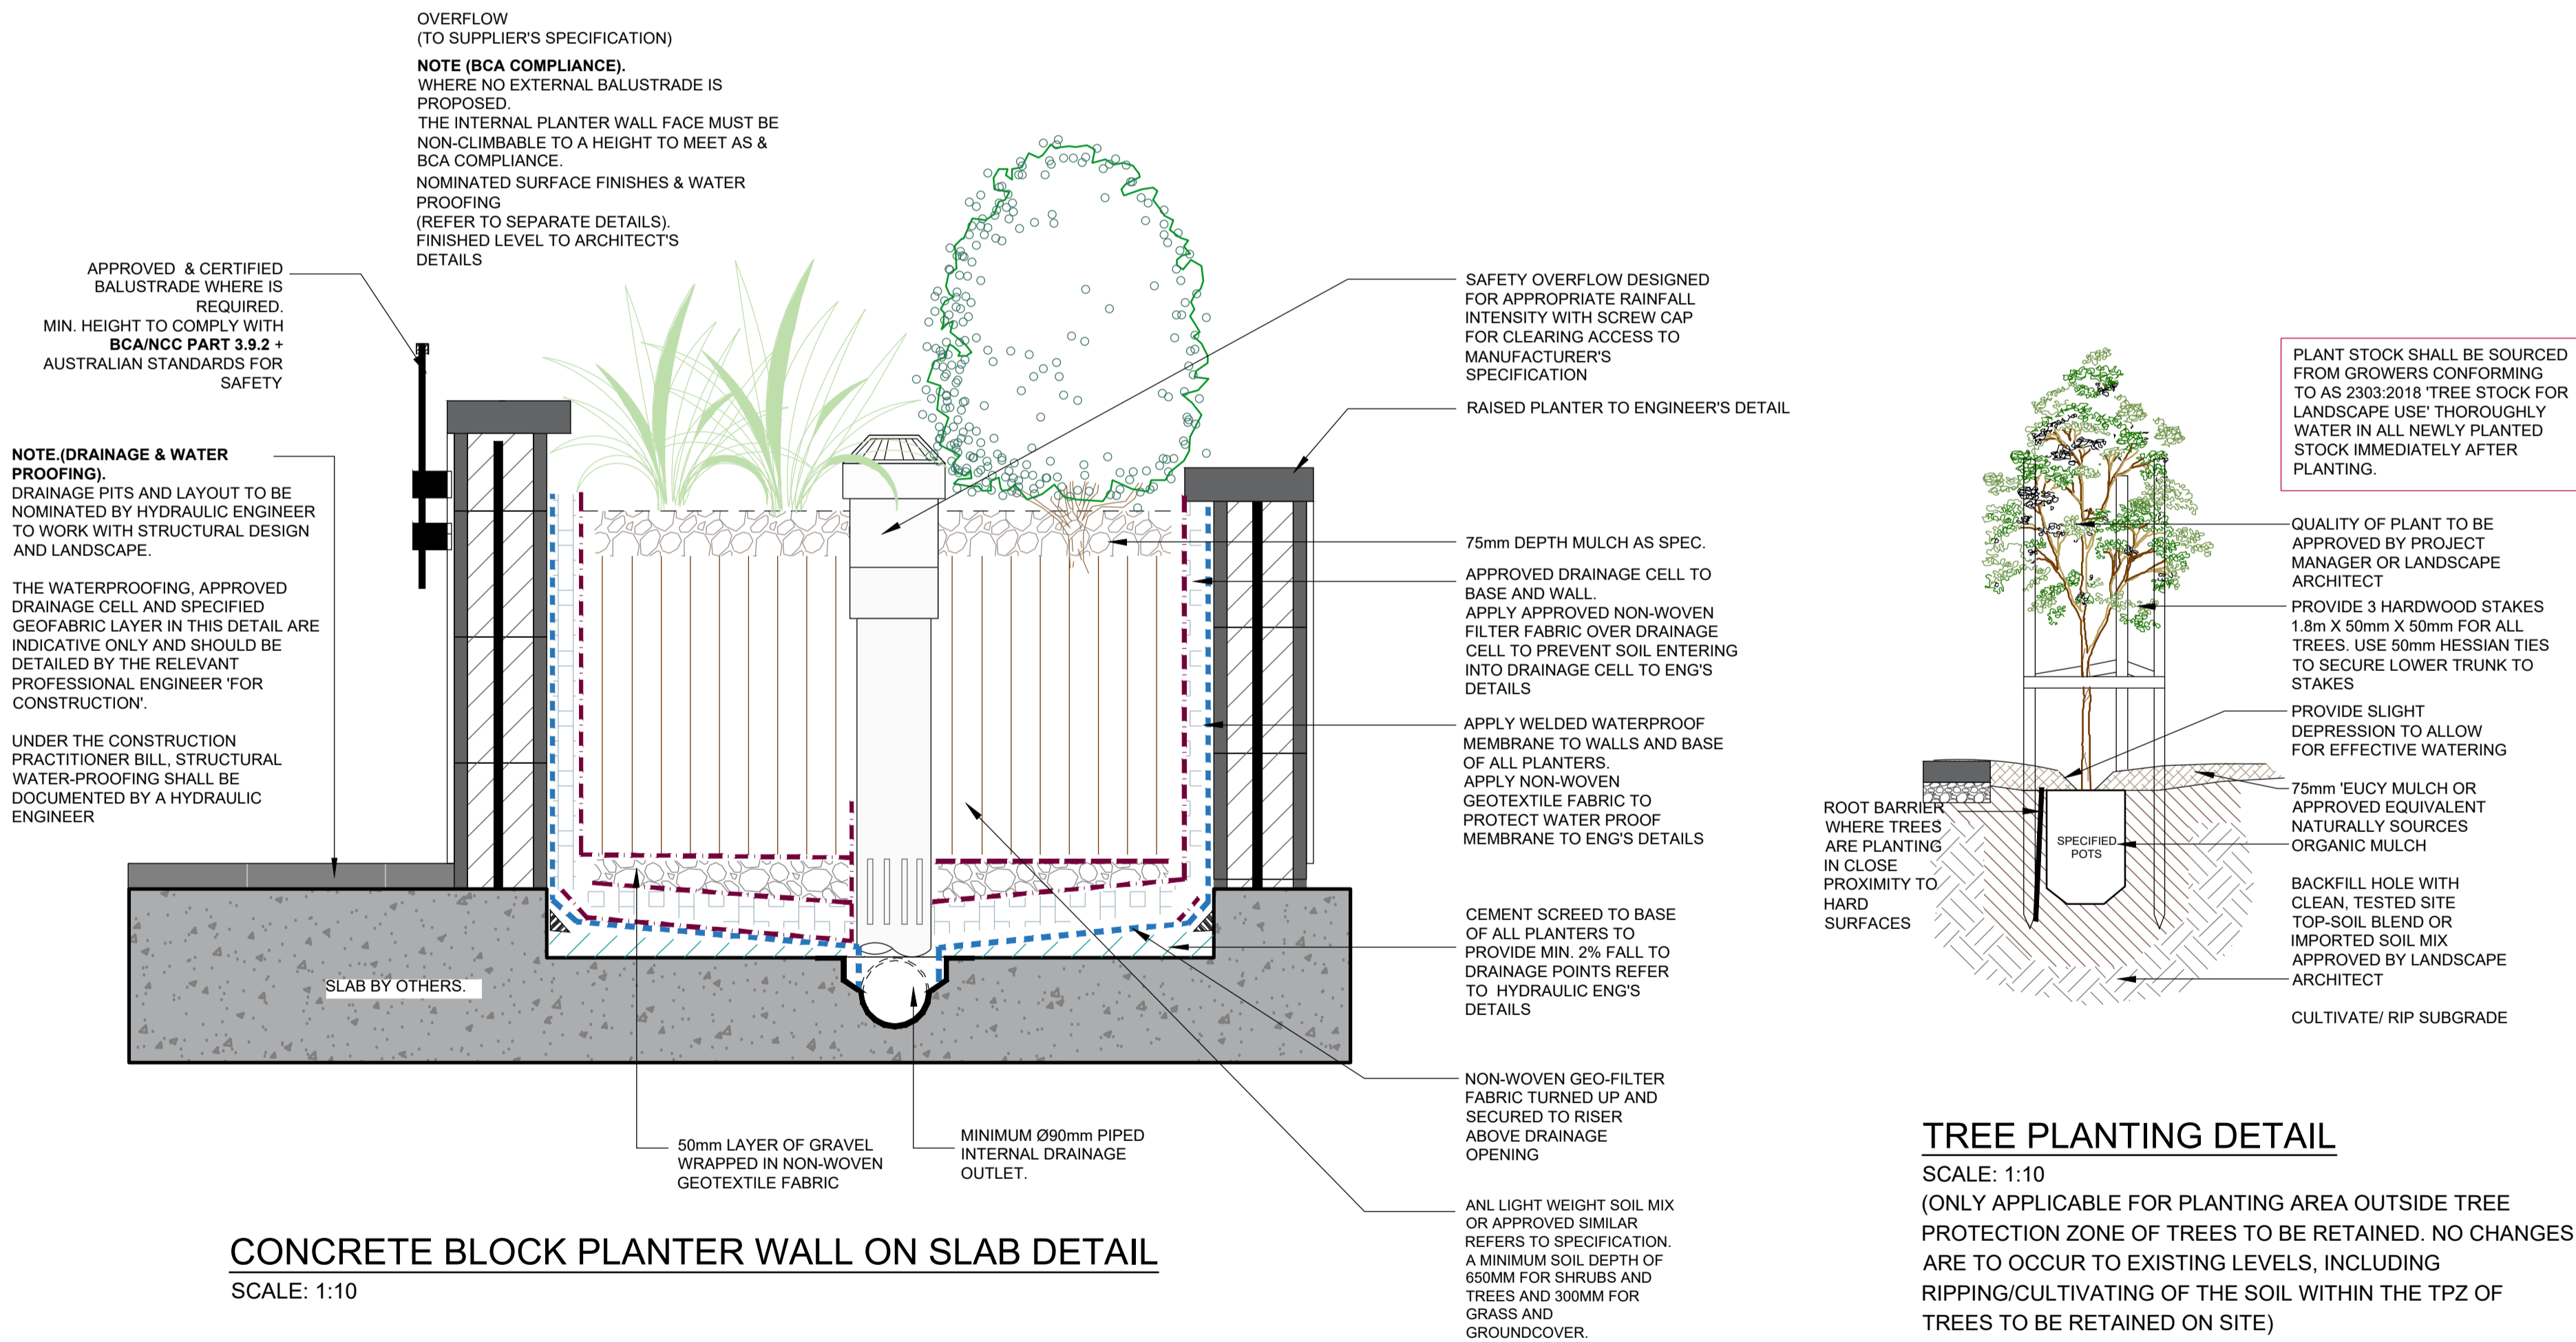 OVERFLOW
(TO SUPPLIER'S SPECIFICATION)
NOTE (BCA COMPLIANCE).
WHERE NO EXTERNAL BALUSTRADE IS
PROPOSED.
THE INTERNAL PLANTER WALL FACE MUST BE
NON-CLIMBABLE TO A HEIGHT TO MEET AS &
BCA COMPLIANCE.
NOMINATED SURFACE FINISHES & WATER
PROOFING
(REFER TO SEPARATE DETAILS).
FINISHED LEVEL TO ARCHITECT'S
DETAILS
APPROVED & CERTIFIED
BALUSTRADE WHERE IS
REQUIRED.
MIN. HEIGHT TO COMPLY WITH
BCA/NCC PART 3.9.2 +
AUSTRALIAN STANDARDS FOR
SAFETY
NOTE.(DRAINAGE & WATER
PROOFING).
DRAINAGE PITS AND LAYOUT TO BE
NOMINATED BY HYDRAULIC ENGINEER
TO WORK WITH STRUCTURAL DESIGN
AND LANDSCAPE.
THE WATERPROOFING, APPROVED
DRAINAGE CELL AND SPECIFIED
GEOFABRIC LAYER IN THIS DETAIL ARE
INDICATIVE ONLY AND SHOULD BE
DETAILED BY THE RELEVANT
PROFESSIONAL ENGINEER 'FOR
CONSTRUCTION'.
UNDER THE CONSTRUCTION
PRACTITIONER BILL, STRUCTURAL
WATER-PROOFING SHALL BE
DOCUMENTED BY A HYDRAULIC
ENGINEER
SLAB BY OTHERS.
50mm LAYER OF GRAVEL
WRAPPED IN NON-WOVEN
GEOTEXTILE FABRIC
MINIMUM Ø90mm PIPED
INTERNAL DRAINAGE
OUTLET.
SAFETY OVERFLOW DESIGNED
FOR APPROPRIATE RAINFALL
INTENSITY WITH SCREW CAP
FOR CLEARING ACCESS TO
MANUFACTURER'S
SPECIFICATION
RAISED PLANTER TO ENGINEER'S DETAIL
75mm DEPTH MULCH AS SPEC.
APPROVED DRAINAGE CELL TO
BASE AND WALL.
APPLY APPROVED NON-WOVEN
FILTER FABRIC OVER DRAINAGE
CELL TO PREVENT SOIL ENTERING
INTO DRAINAGE CELL TO ENG'S
DETAILS
APPLY WELDED WATERPROOF
MEMBRANE TO WALLS AND BASE
OF ALL PLANTERS.
APPLY NON-WOVEN
GEOTEXTILE FABRIC TO
PROTECT WATER PROOF
MEMBRANE TO ENG'S DETAILS
CEMENT SCREED TO BASE
OF ALL PLANTERS TO
PROVIDE MIN. 2% FALL TO
DRAINAGE POINTS REFER
TO HYDRAULIC ENG'S
DETAILS
NON-WOVEN GEO-FILTER
FABRIC TURNED UP AND
SECURED TO RISER
ABOVE DRAINAGE
OPENING
ANL LIGHT WEIGHT SOIL MIX
OR APPROVED SIMILAR
REFERS TO SPECIFICATION.
A MINIMUM SOIL DEPTH OF
650MM FOR SHRUBS AND
TREES AND 300MM FOR
GRASS AND
GROUNDCOVER.
CONCRETE BLOCK PLANTER WALL ON SLAB DETAIL
SCALE: 1:10
PLANT STOCK SHALL BE SOURCED
FROM GROWERS CONFORMING
TO AS 2303:2018 'TREE STOCK FOR
LANDSCAPE USE' THOROUGHLY
WATER IN ALL NEWLY PLANTED
STOCK IMMEDIATELY AFTER
PLANTING.
QUALITY OF PLANT TO BE
APPROVED BY PROJECT
MANAGER OR LANDSCAPE
ARCHITECT
PROVIDE 3 HARDWOOD STAKES
1.8m X 50mm X 50mm FOR ALL
TREES. USE 50mm HESSIAN TIES
TO SECURE LOWER TRUNK TO
STAKES
PROVIDE SLIGHT
DEPRESSION TO ALLOW
FOR EFFECTIVE WATERING
75mm 'EUCY MULCH OR
APPROVED EQUIVALENT
NATURALLY SOURCES
ORGANIC MULCH
BACKFILL HOLE WITH
CLEAN, TESTED SITE
TOP-SOIL BLEND OR
IMPORTED SOIL MIX
APPROVED BY LANDSCAPE
ARCHITECT
CULTIVATE/ RIP SUBGRADE
ROOT BARRIER
WHERE TREES
ARE PLANTING
IN CLOSE
PROXIMITY TO
HARD
SURFACES
SPECIFIED
POTS
TREE PLANTING DETAIL
SCALE: 1:10
(ONLY APPLICABLE FOR PLANTING AREA OUTSIDE TREE
PROTECTION ZONE OF TREES TO BE RETAINED. NO CHANGES
ARE TO OCCUR TO EXISTING LEVELS, INCLUDING
RIPPING/CULTIVATING OF THE SOIL WITHIN THE TPZ OF
TREES TO BE RETAINED ON SITE)